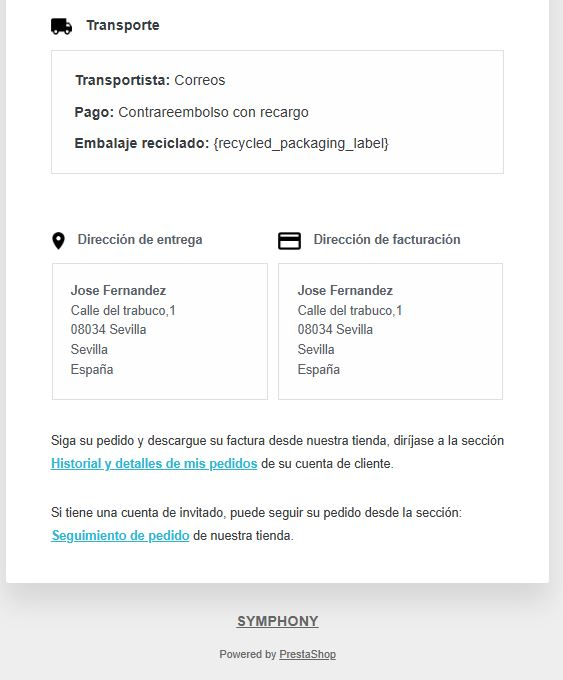 Transporte
Transportista: Correos
Pago: Contrareembolso con recargo
Embalaje reciclado: {recycled_packaging_label}
Dirección de entrega
Jose Fernandez
Calle del trabuco,1
08034 Sevilla
Sevilla
España
Dirección de facturación
Jose Fernandez
Calle del trabuco,1
08034 Sevilla
Sevilla
España
Siga su pedido y descargue su factura desde nuestra tienda, diríjase a la sección
Historial y detalles de mis pedidos de su cuenta de cliente.
Si tiene una cuenta de invitado, puede seguir su pedido desde la sección:
Seguimiento de pedido de nuestra tienda.
SYMPHONY
Powered by PrestaShop